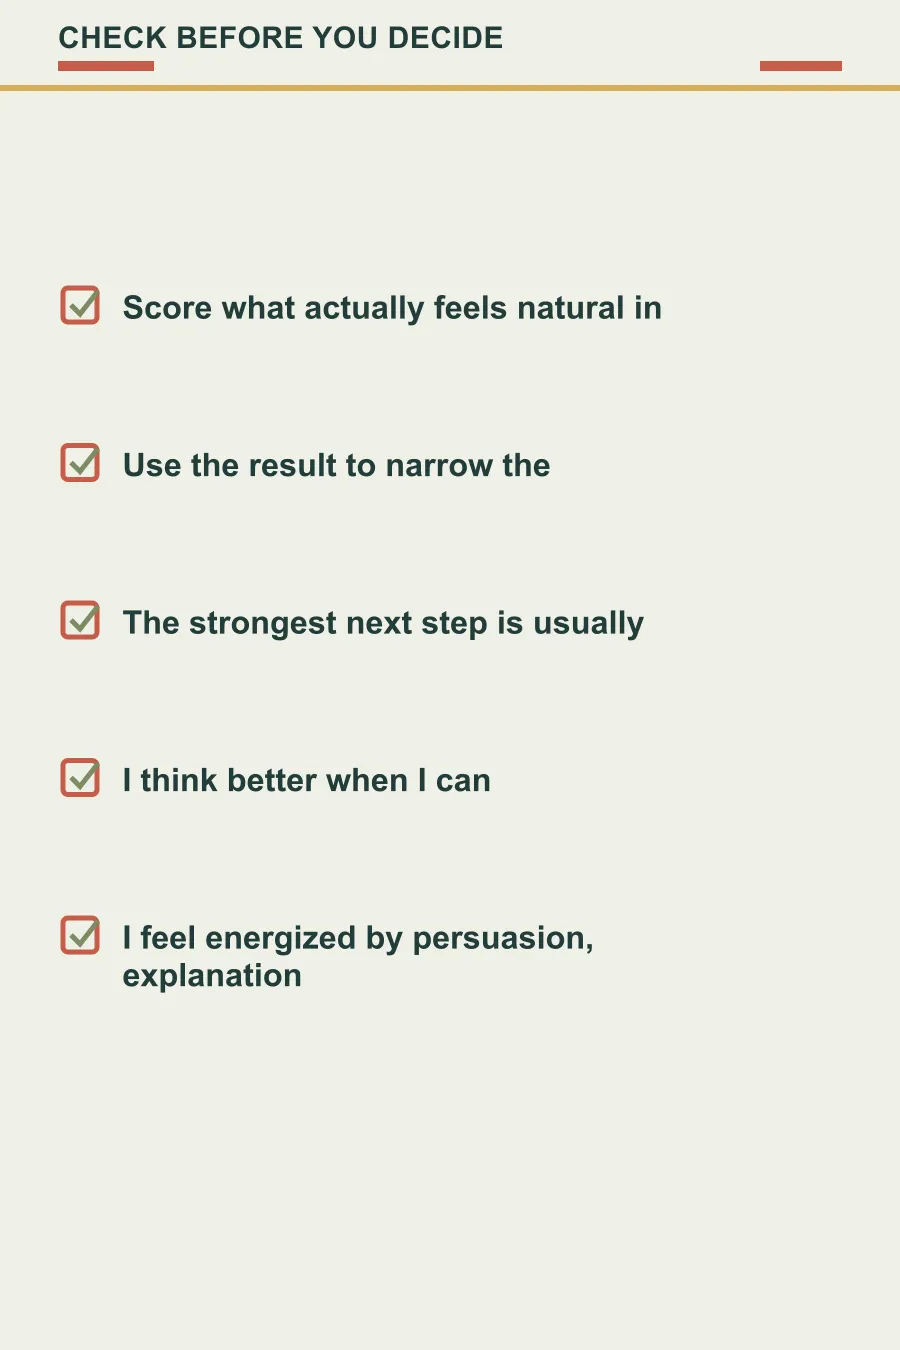 CHECK BEFORE YOU DECIDE
Score what actually feels natural in
Use the result to narrow the
The strongest next step is usually
I think better when I can
I feel energized by persuasion,
explanation